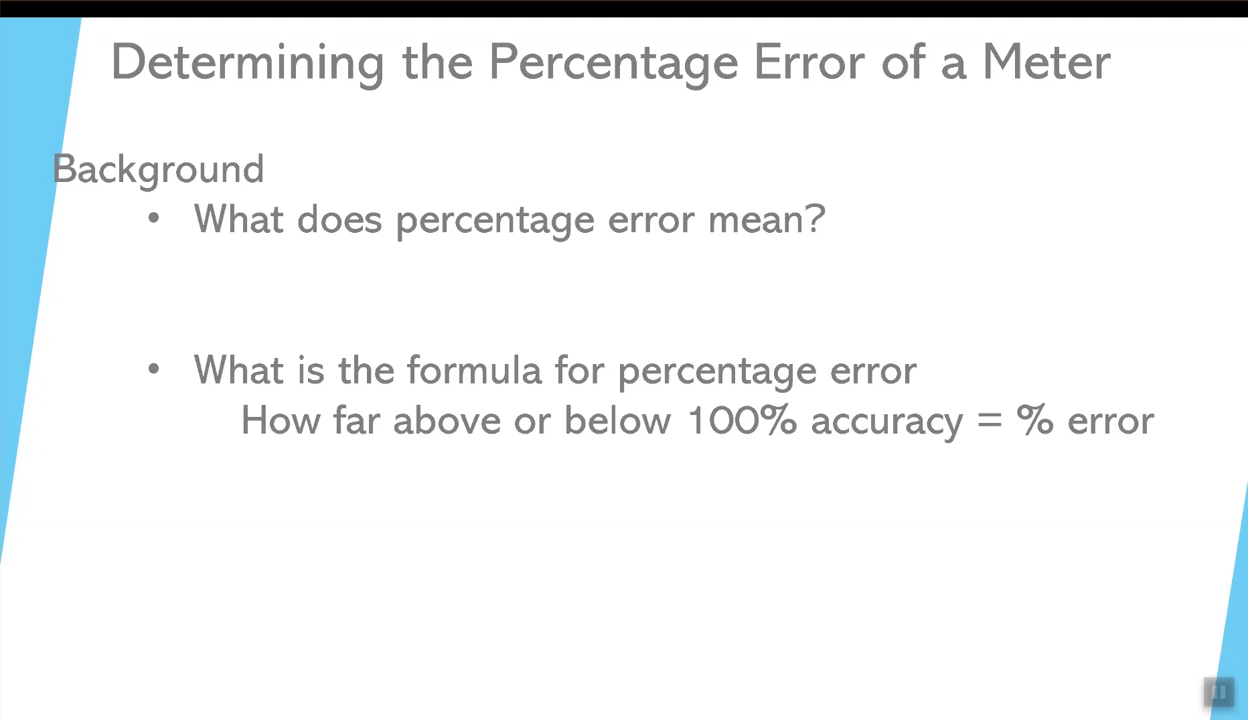 Determining the Percentage Error of a Meter
Background
• What does percentage error mean?
• What is the formula for percentage error
How far above or below 100% accuracy = % error